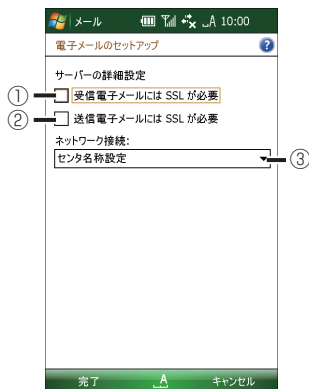 メール 10:00
電子メールのセットアップ ?
サーバーの詳細設定
① 受信電子メールには SSL が必要
② 送信電子メールには SSL が必要
ネットワーク接続:
センタ名称設定 ③
完了 A キャンセル